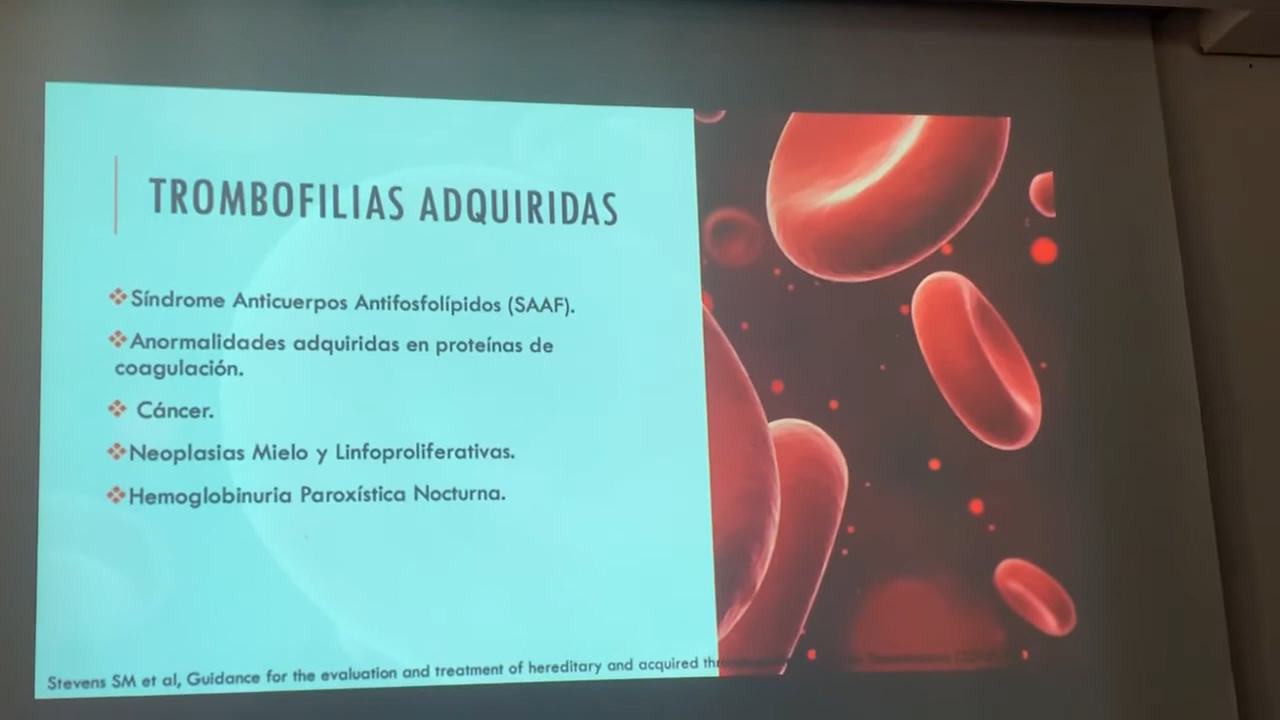 TROMBOFILIAS ADQUIRIDAS
❖Síndrome Anticuerpos Antifosfolípidos (SAAF).
❖Anormalidades adquiridas en proteínas de
coagulación.
❖ Cáncer.
❖Neoplasias Mielo y Linfoproliferativas.
❖Hemoglobinuria Paroxística Nocturna.
Stevens SM et al, Guidance for the evaluation and treatment of hereditary and acquired